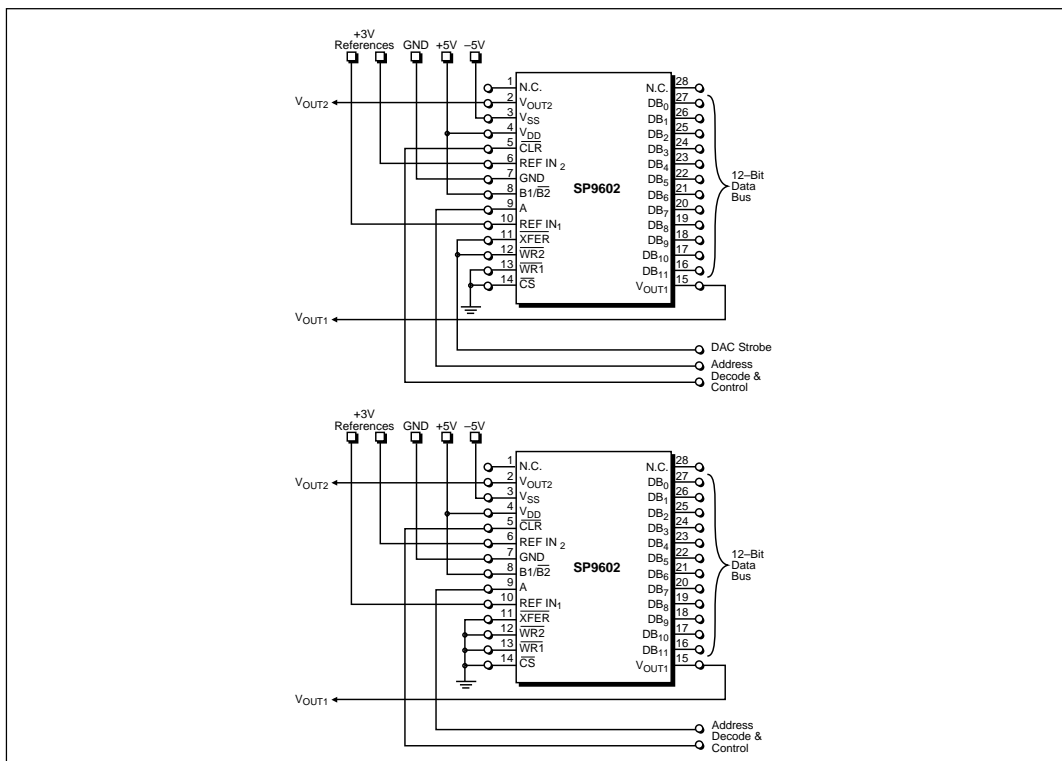 +3V
References GND +5V –5V
1 N.C. N.C. 28
VOUT2 2 VOUT2 DB0 27
3 VSS DB1 26
4 VDD DB2 25
5 CLR DB3 24
6 REF IN 2 DB4 23
7 GND DB5 22
8 B1/B2 SP9602 DB6 21
9 A DB7 20
10 REF IN1 DB8 19
11 XFER DB9 18
12 WR2 DB10 17
13 WR1 DB11 16
14 CS VOUT1 15
12–Bit
Data
Bus
VOUT1
DAC Strobe
Address
Decode &
Control
+3V
References GND +5V –5V
1 N.C. N.C. 28
VOUT2 2 VOUT2 DB0 27
3 VSS DB1 26
4 VDD DB2 25
5 CLR DB3 24
6 REF IN 2 DB4 23
7 GND DB5 22
8 B1/B2 SP9602 DB6 21
9 A DB7 20
10 REF IN1 DB8 19
11 XFER DB9 18
12 WR2 DB10 17
13 WR1 DB11 16
14 CS VOUT1 15
12–Bit
Data
Bus
VOUT1
Address
Decode &
Control